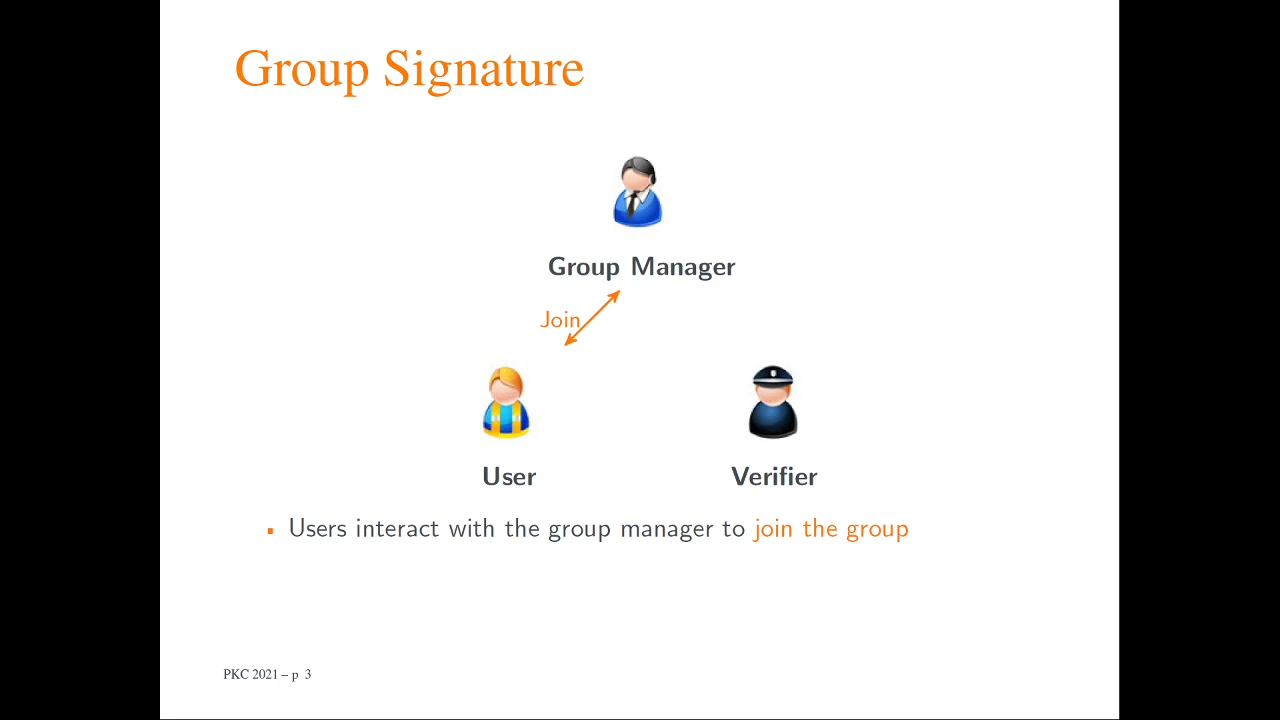 Group Signature
Group Manager
Join
User
Verifier
▪ Users interact with the group manager to join the group
PKC 2021 – p 3